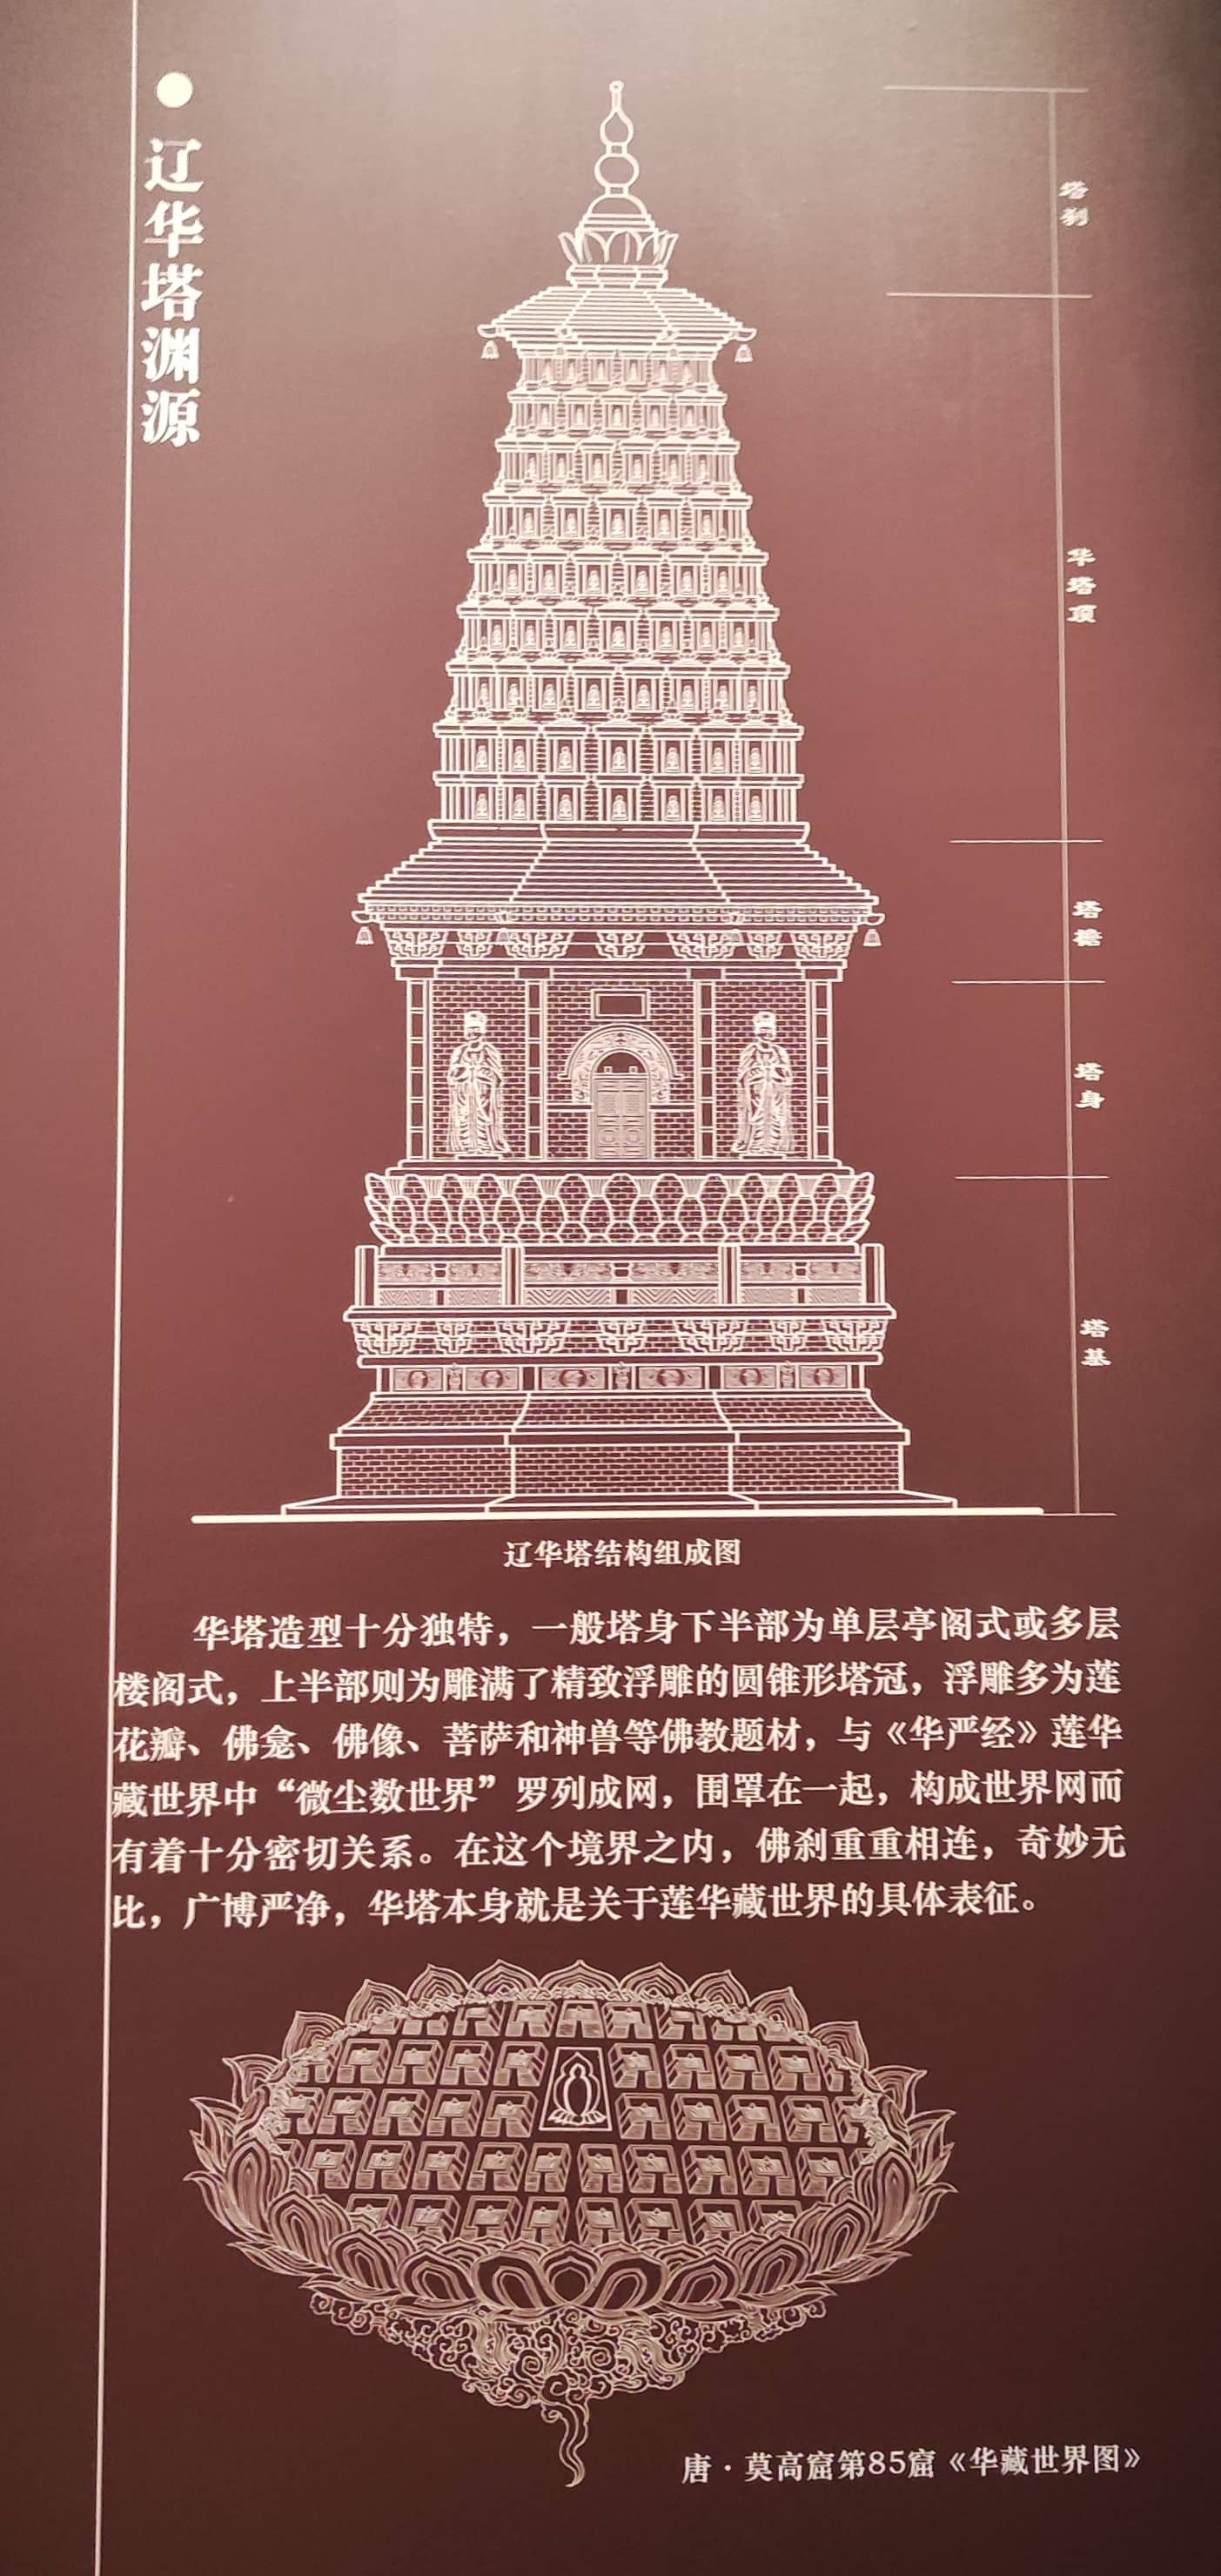 辽华塔渊源
塔刹
华塔顶
塔檐
塔身
塔基
辽华塔结构组成图
华塔造型十分独特，一般塔身下半部为单层亭阁式或多层
楼阁式，上半部则为雕满了精致浮雕的圆锥形塔冠，浮雕多为莲
花瓣、佛龛、佛像、菩萨和神兽等佛教题材，与《华严经》莲华
藏世界中“微尘数世界”罗列成网，围罩在一起，构成世界网而
有着十分密切关系。在这个境界之内，佛刹重重相连，奇妙无
比，广博严净，华塔本身就是关于莲华藏世界的具体表征。
唐·莫高窟第85窟《华藏世界图》